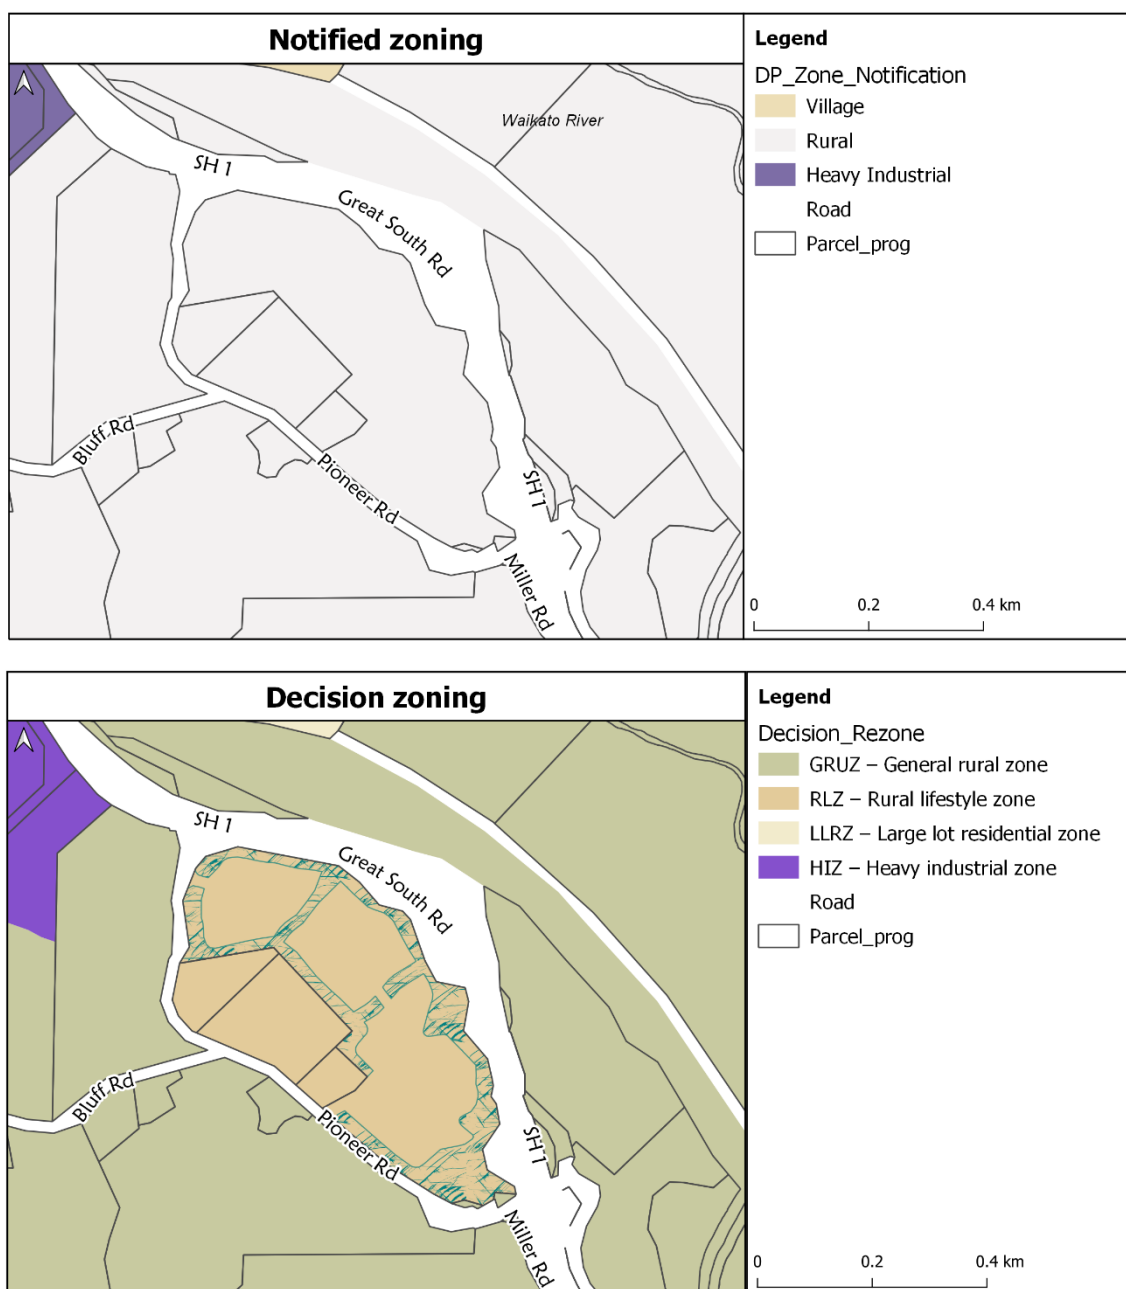 Notified zoning
Waikato River
SH 1
Great South Rd
Bluff Rd
Pioneer Rd
SH 1
Miller Rd
Legend
DP_Zone_Notification
Village
Rural
Heavy Industrial
Road
Parcel_prog
0 0.2 0.4 km
Decision zoning
SH 1
Great South Rd
Bluff Rd
Pioneer Rd
SH 1
Miller Rd
Legend
Decision_Rezone
GRUZ – General rural zone
RLZ – Rural lifestyle zone
LLRZ – Large lot residential zone
HIZ – Heavy industrial zone
Road
Parcel_prog
0 0.2 0.4 km